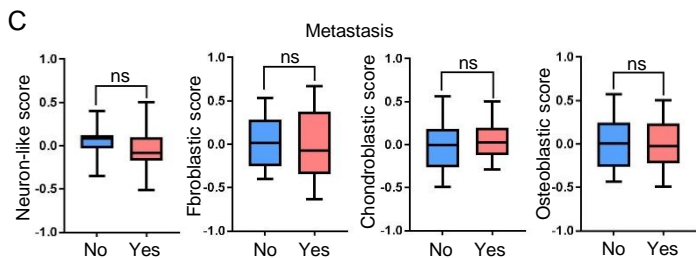 C
Metastasis
Neuron-like score
1.0
0.5
0.0
-0.5
-1.0
ns
No Yes
Fbroblastic score
1.0
0.5
0.0
-0.5
-1.0
ns
No Yes
Chondroblastic score
1.0
0.5
0.0
-0.5
-1.0
ns
No Yes
Osteoblastic score
1.0
0.5
0.0
-0.5
-1.0
ns
No Yes